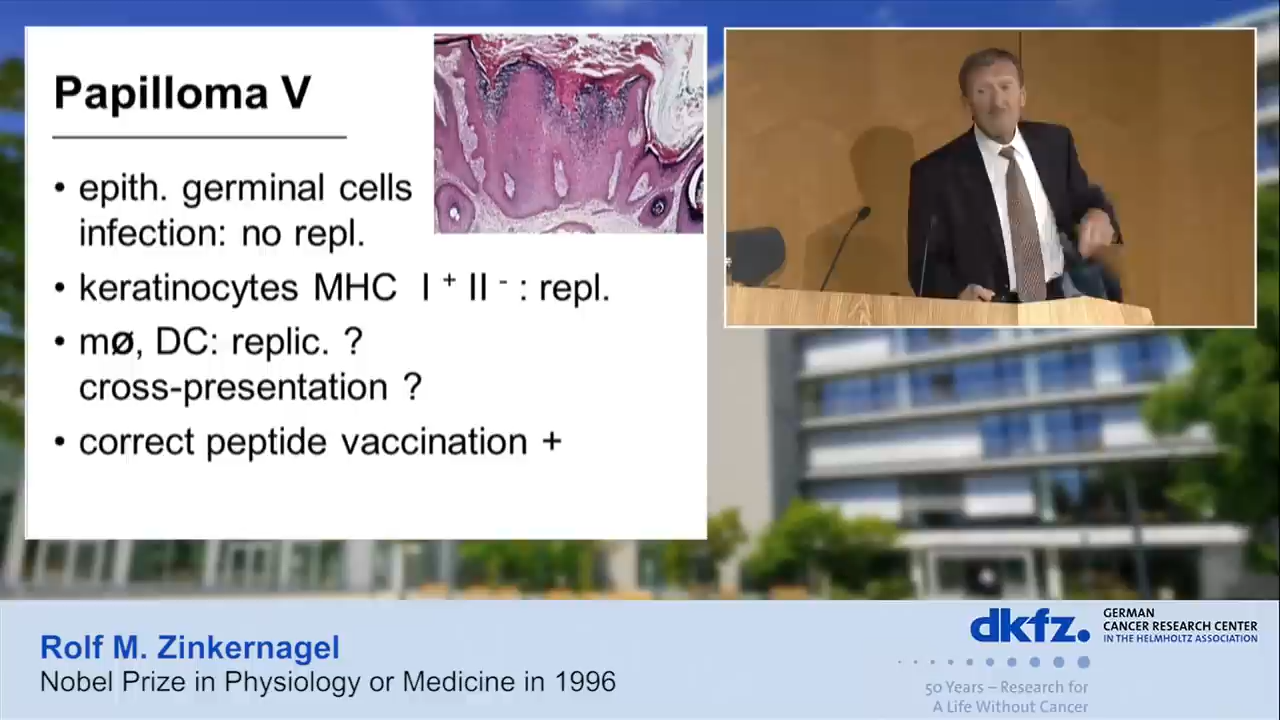 Papilloma V
• epith. germinal cells
infection: no repl.
• keratinocytes MHC I + II - : repl.
• mø, DC: replic. ?
cross-presentation ?
• correct peptide vaccination +
Rolf M. Zinkernagel
Nobel Prize in Physiology or Medicine in 1996
dkfz.
GERMAN
CANCER RESEARCH CENTER
IN THE HELMHOLTZ ASSOCIATION
50 Years – Research for
A Life Without Cancer